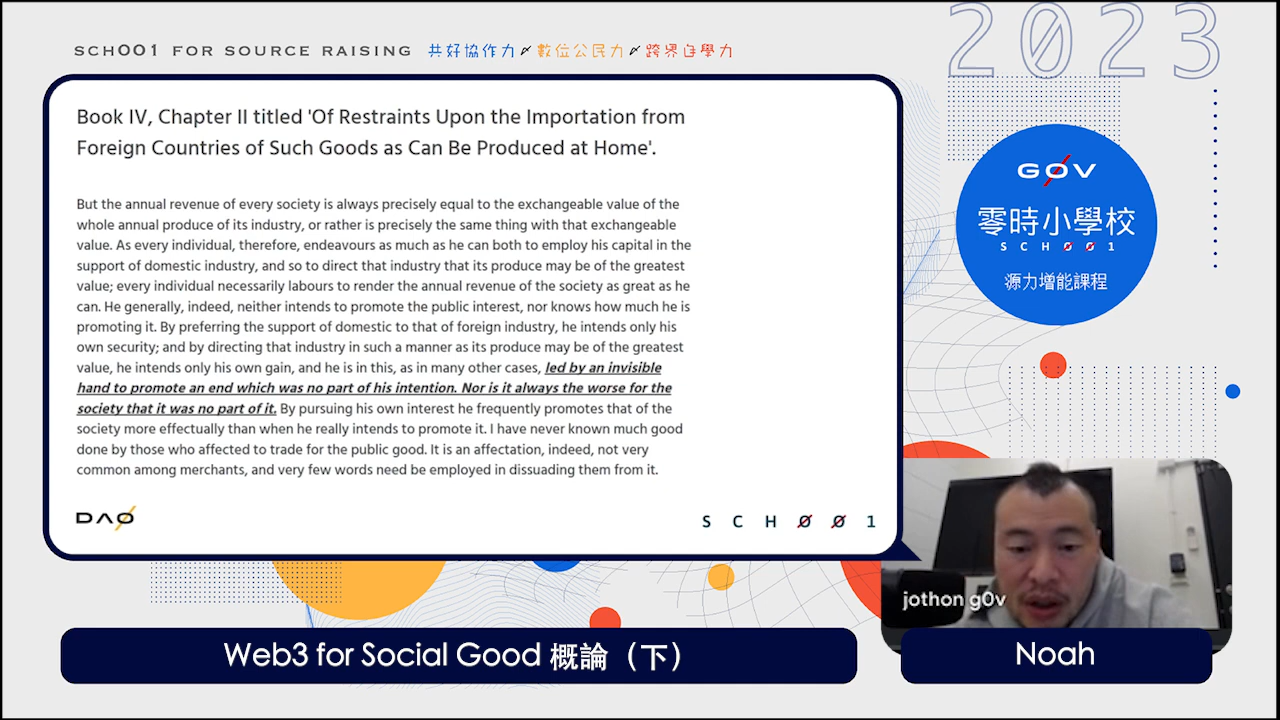 SCH001 FOR SOURCE RAISING 共好協作力 數位公民力 跨界自學力
2023
Book IV, Chapter II titled 'Of Restraints Upon the Importation from
Foreign Countries of Such Goods as Can Be Produced at Home'.
But the annual revenue of every society is always precisely equal to the exchangeable value of the
whole annual produce of its industry, or rather is precisely the same thing with that exchangeable
value. As every individual, therefore, endeavours as much as he can both to employ his capital in the
support of domestic industry, and so to direct that industry that its produce may be of the greatest
value; every individual necessarily labours to render the annual revenue of the society as great as he
can. He generally, indeed, neither intends to promote the public interest, nor knows how much he is
promoting it. By preferring the support of domestic to that of foreign industry, he intends only his
own security; and by directing that industry in such a manner as its produce may be of the greatest
value, he intends only his own gain, and he is in this, as in many other cases, led by an invisible
hand to promote an end which was no part of his intention. Nor is it always the worse for the
society that it was no part of it. By pursuing his own interest he frequently promotes that of the
society more effectually than when he really intends to promote it. I have never known much good
done by those who affected to trade for the public good. It is an affectation, indeed, not very
common among merchants, and very few words need be employed in dissuading them from it.
DAO
SCH001
G0V
零時小學校
SCH001
源力增能課程
jothon g0v
Web3 for Social Good 概論（下）
Noah